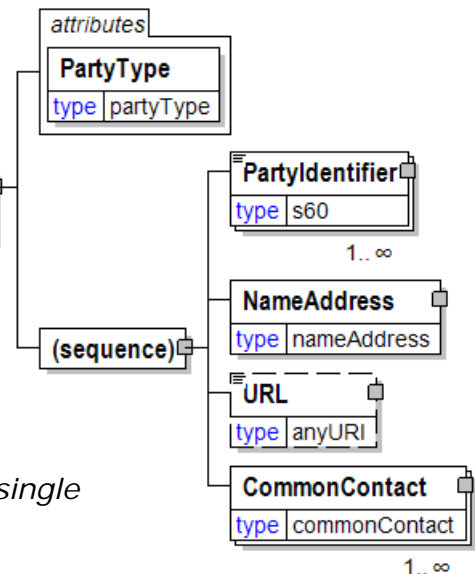 attributes
PartyType
type partyType
PartyIdentifier
type s60
1.. ∞
NameAddress
type nameAddress
(sequence)
URL
type anyURI
single
CommonContact
type commonContact
1.. ∞